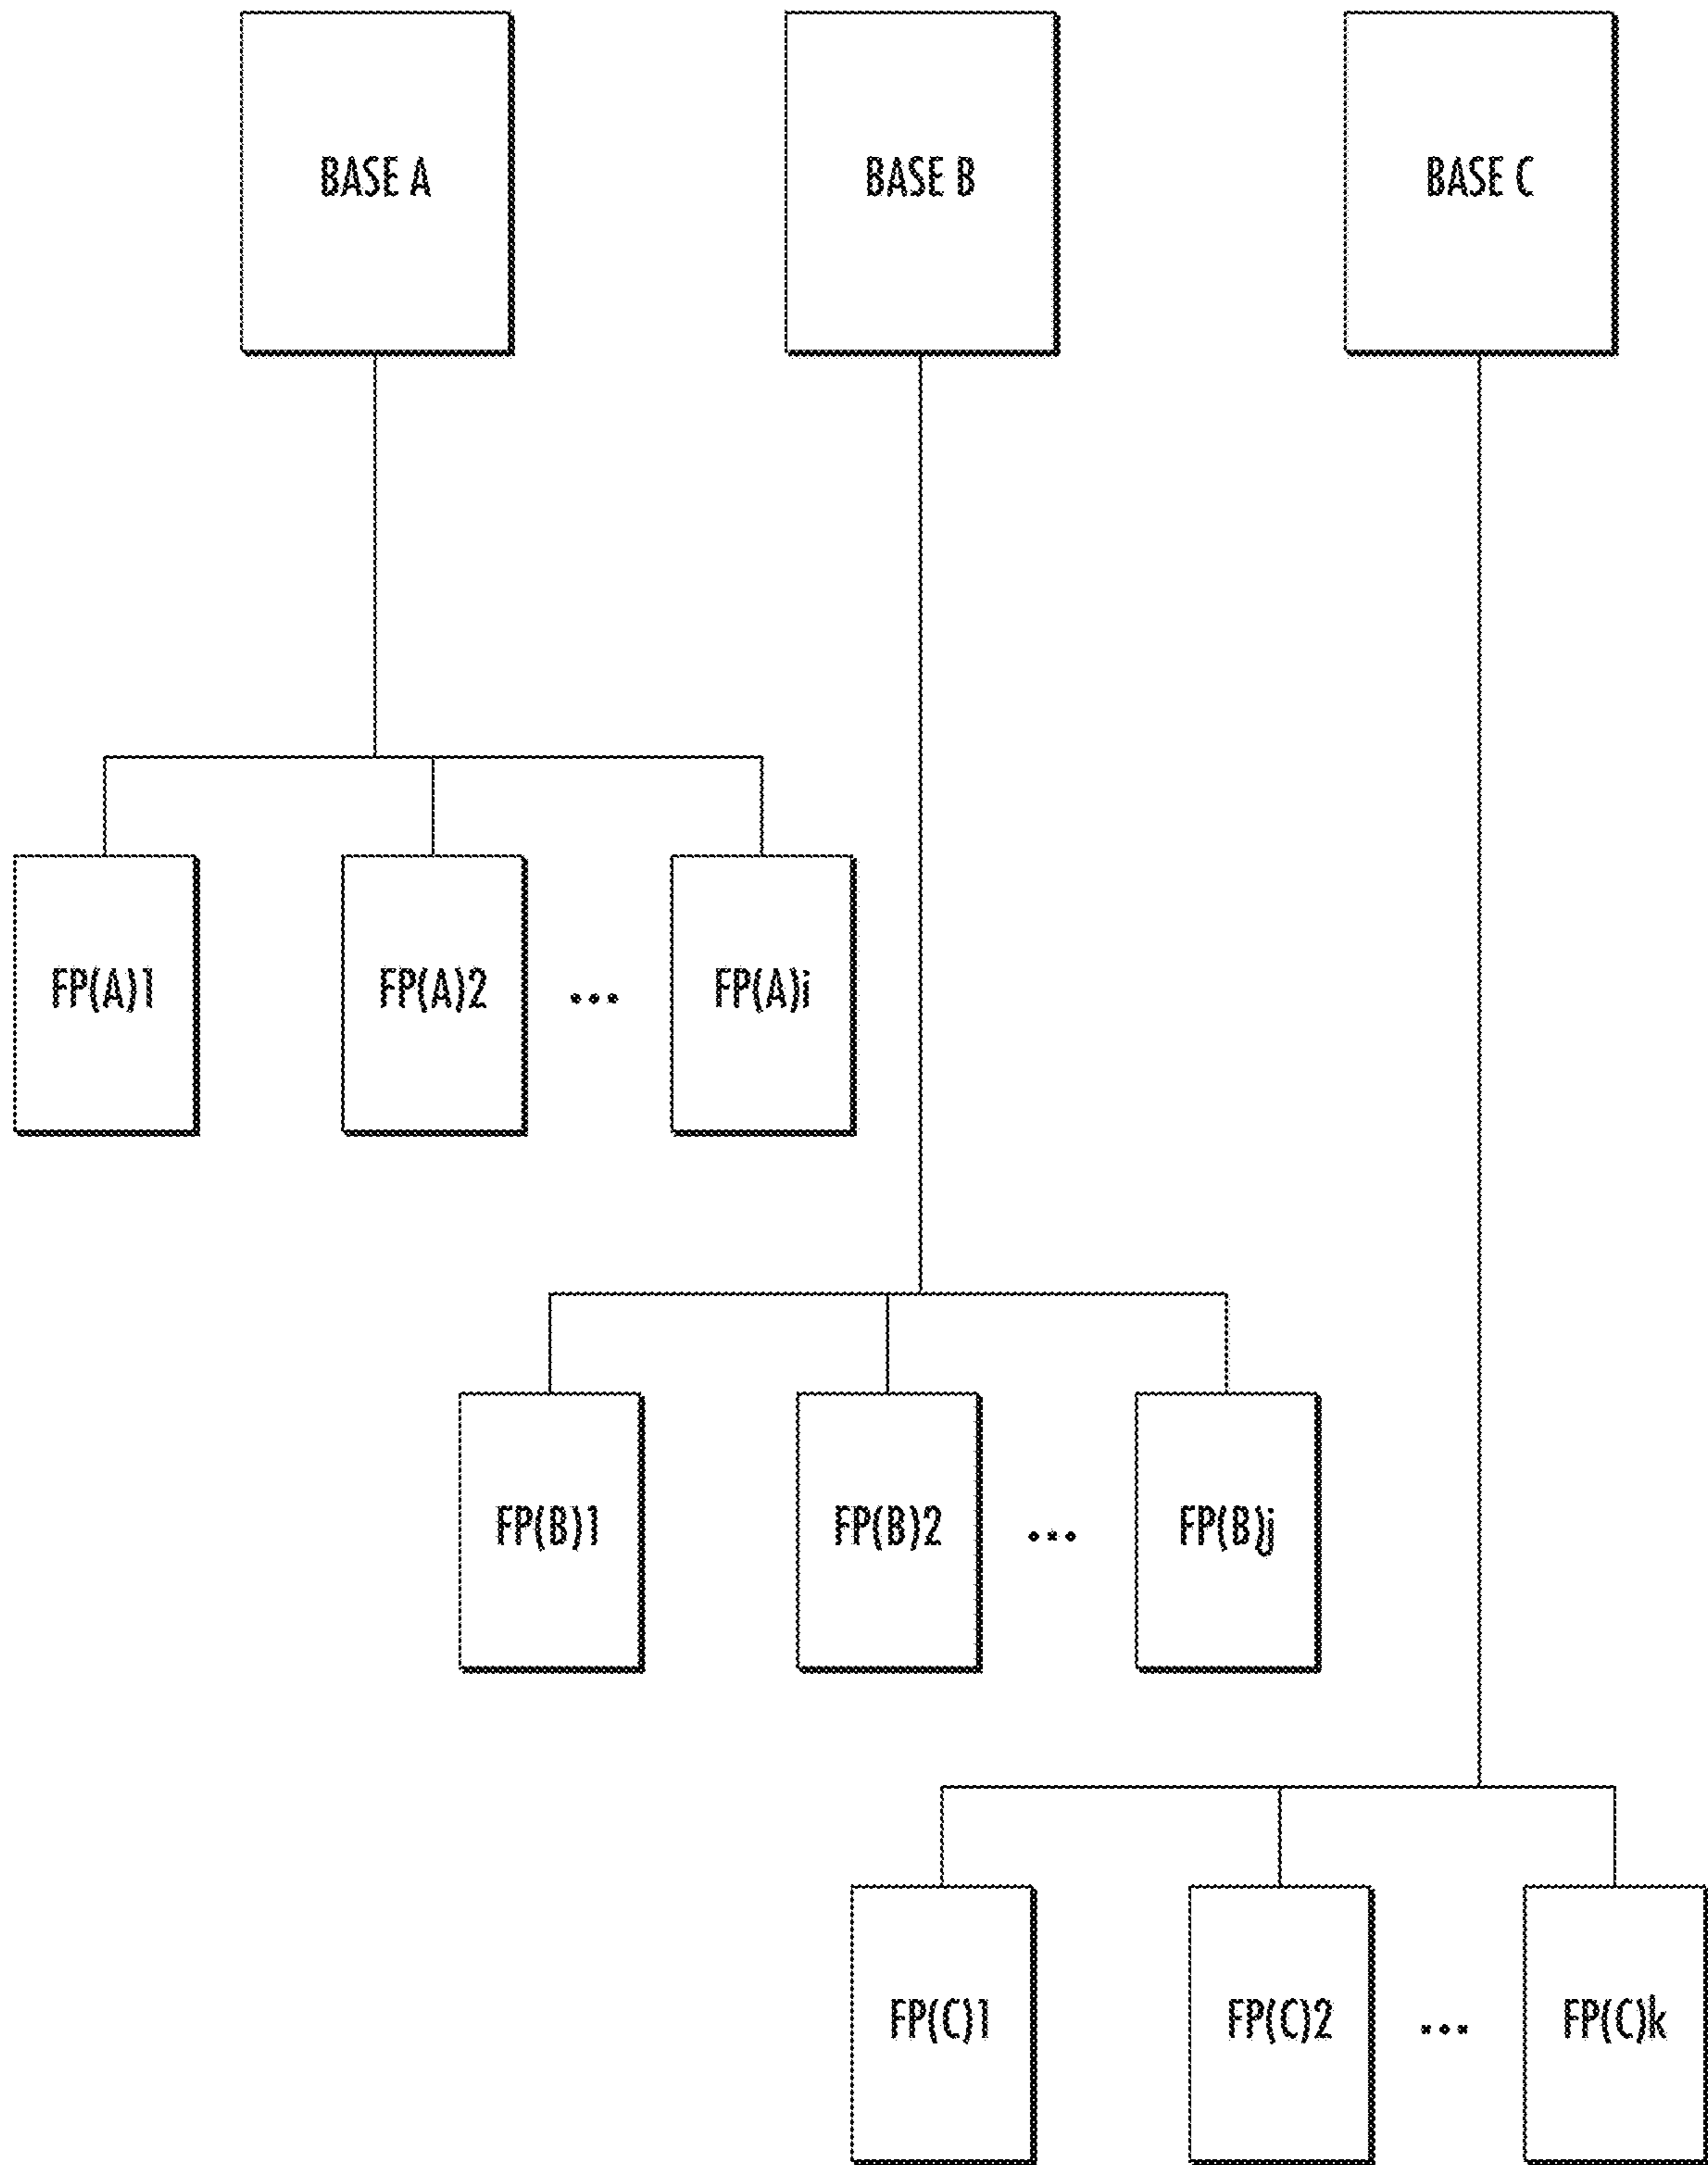 BASE A
BASE B
BASE C
FP(A)1
FP(A)2
...
FP(A)i
FP(B)1
FP(B)2
...
FP(B)j
FP(C)1
FP(C)2
...
FP(C)k